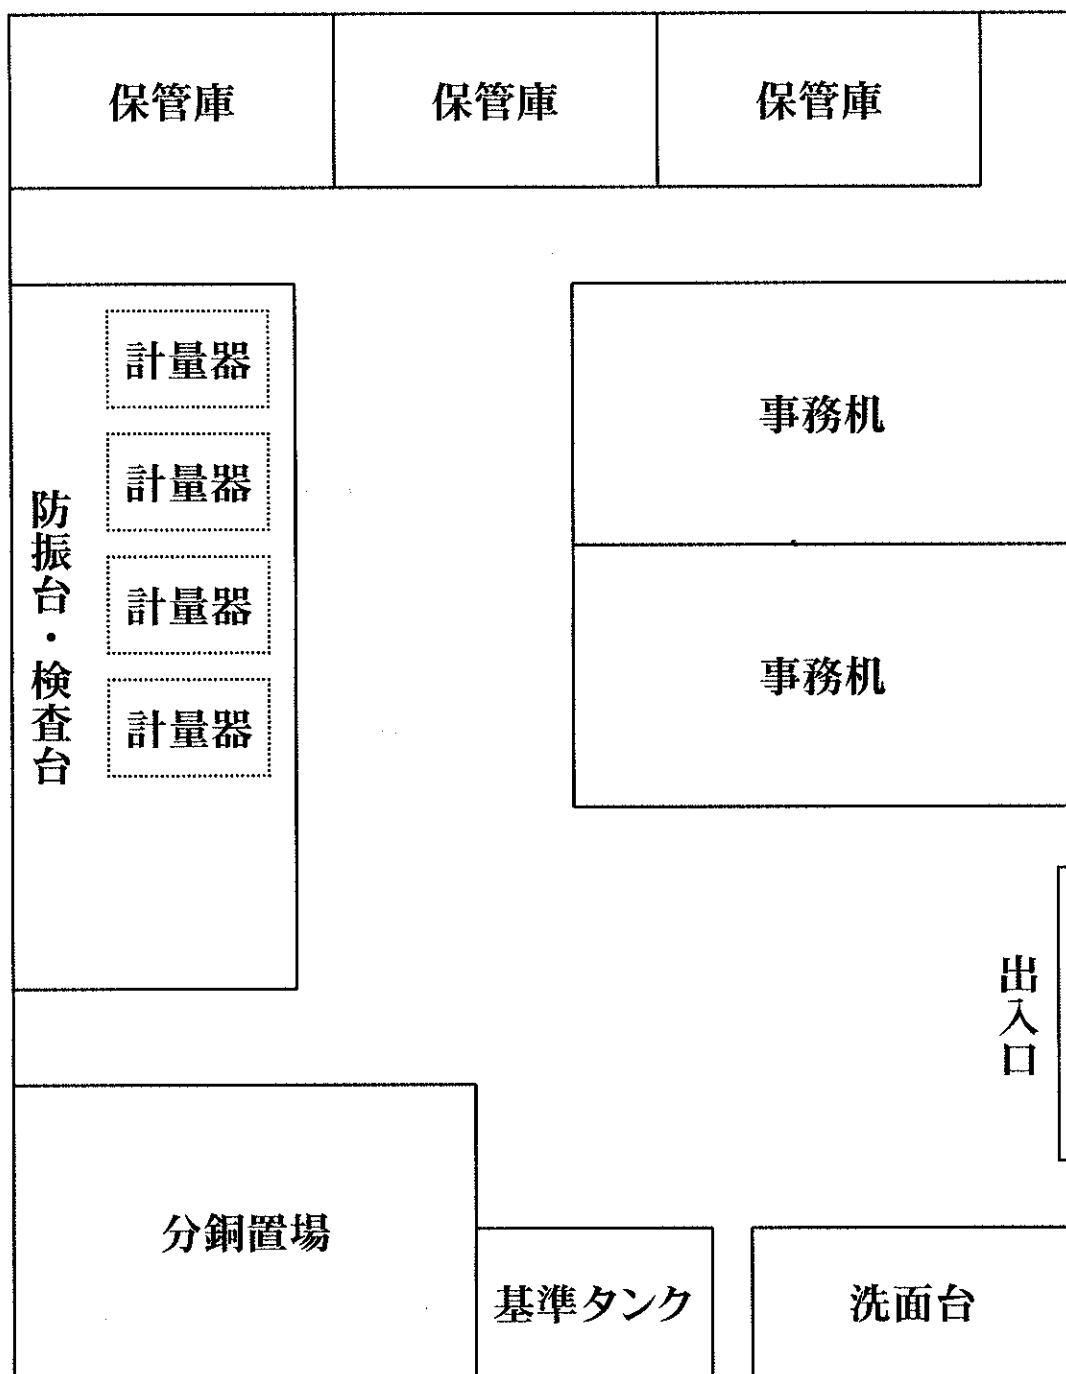 保管庫
保管庫
保管庫
防振台・検査台
計量器
計量器
計量器
計量器
事務机
事務机
出入口
分銅置場
基準タンク
洗面台